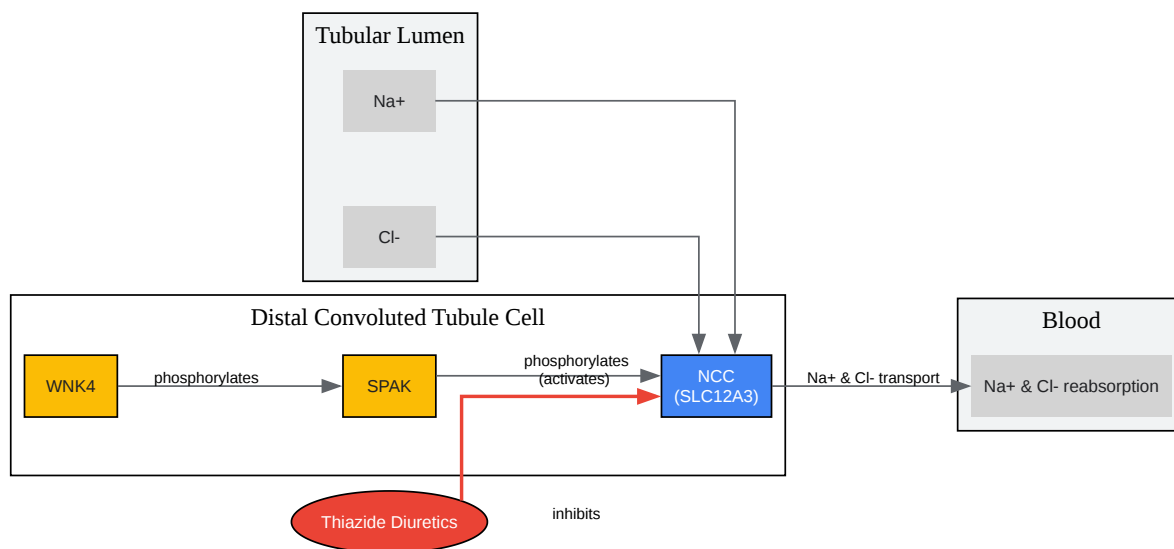 Tubular Lumen
Na+
Cl-
Distal Convoluted Tubule Cell
WNK4
phosphorylates
SPAK
phosphorylates
(activates)
NCC
(SLC12A3)
Na+ & Cl- transport
Blood
Na+ & Cl- reabsorption
Thiazide Diuretics
inhibits